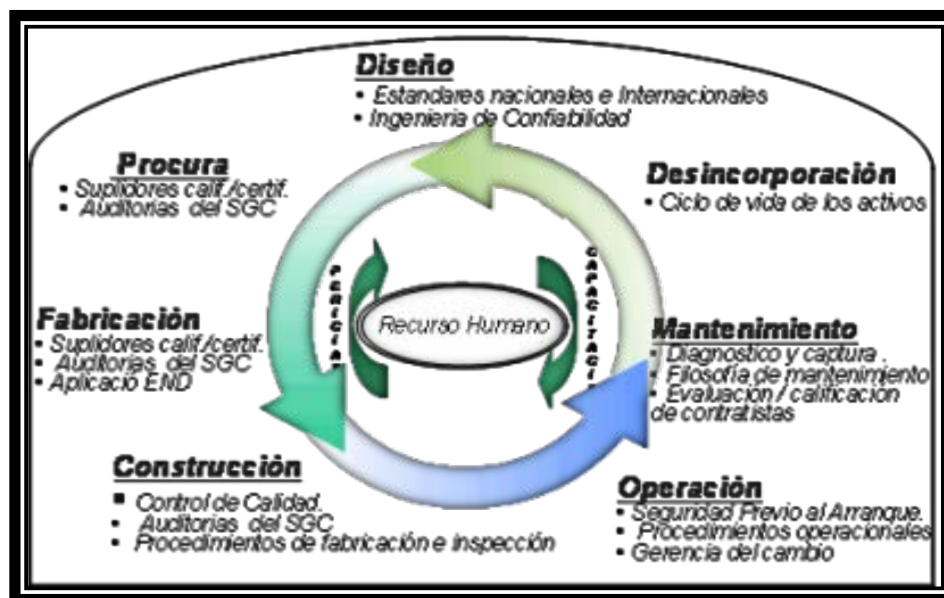 Diseño
▪ Estandares nacionales e Internacionales
▪ Ingenieria de Confiabilidad
Procura
▪ Suplidores calif./certif.
▪ Auditorias del SGC
Desincorporación
▪ Ciclo de vida de los activos
Fabricación
▪ Suplidores calif./certif.
▪ Auditorias del SGC
▪ Aplicació END
PERICIA
Recurso Humano
Mantenimiento
▪ Diagnostico y captura .
▪ Filosofía de mantenimiento
▪ Evaluación / calificación
de contratistas
Construcción
▪ Control de Calidad.
▪ Auditorias del SGC
▪ Procedimientos de fabricación e inspección
Operación
▪ Seguridad Previo al Arranque.
▪ Procedimientos operacionales
▪ Gerencia del cambio